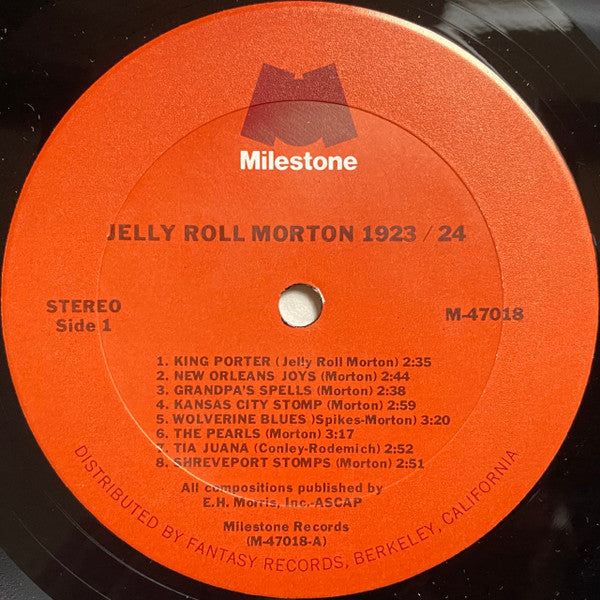 Milestone
JELLY ROLL MORTON 1923 / 24
STEREO
Side 1
M-47018
1. KING PORTER (Jelly Roll Morton) 2:35
2. NEW ORLEANS JOYS (Morton) 2:44
3. GRANDPA'S SPELLS (Morton) 2:38
4. KANSAS CITY STOMP (Morton) 2:59
5. WOLVERINE BLUES )Spikes-Morton) 3:20
6. THE PEARLS (Morton) 3:17
7. TIA JUANA (Conley-Rodemich) 2:52
8. SHREVEPORT STOMPS (Morton) 2:51
All compositions published by
E.H. Morris, Inc.-ASCAP
Milestone Records
(M-47018-A)
DISTRIBUTED BY FANTASY RECORDS, BERKELEY, CALIFORNIA